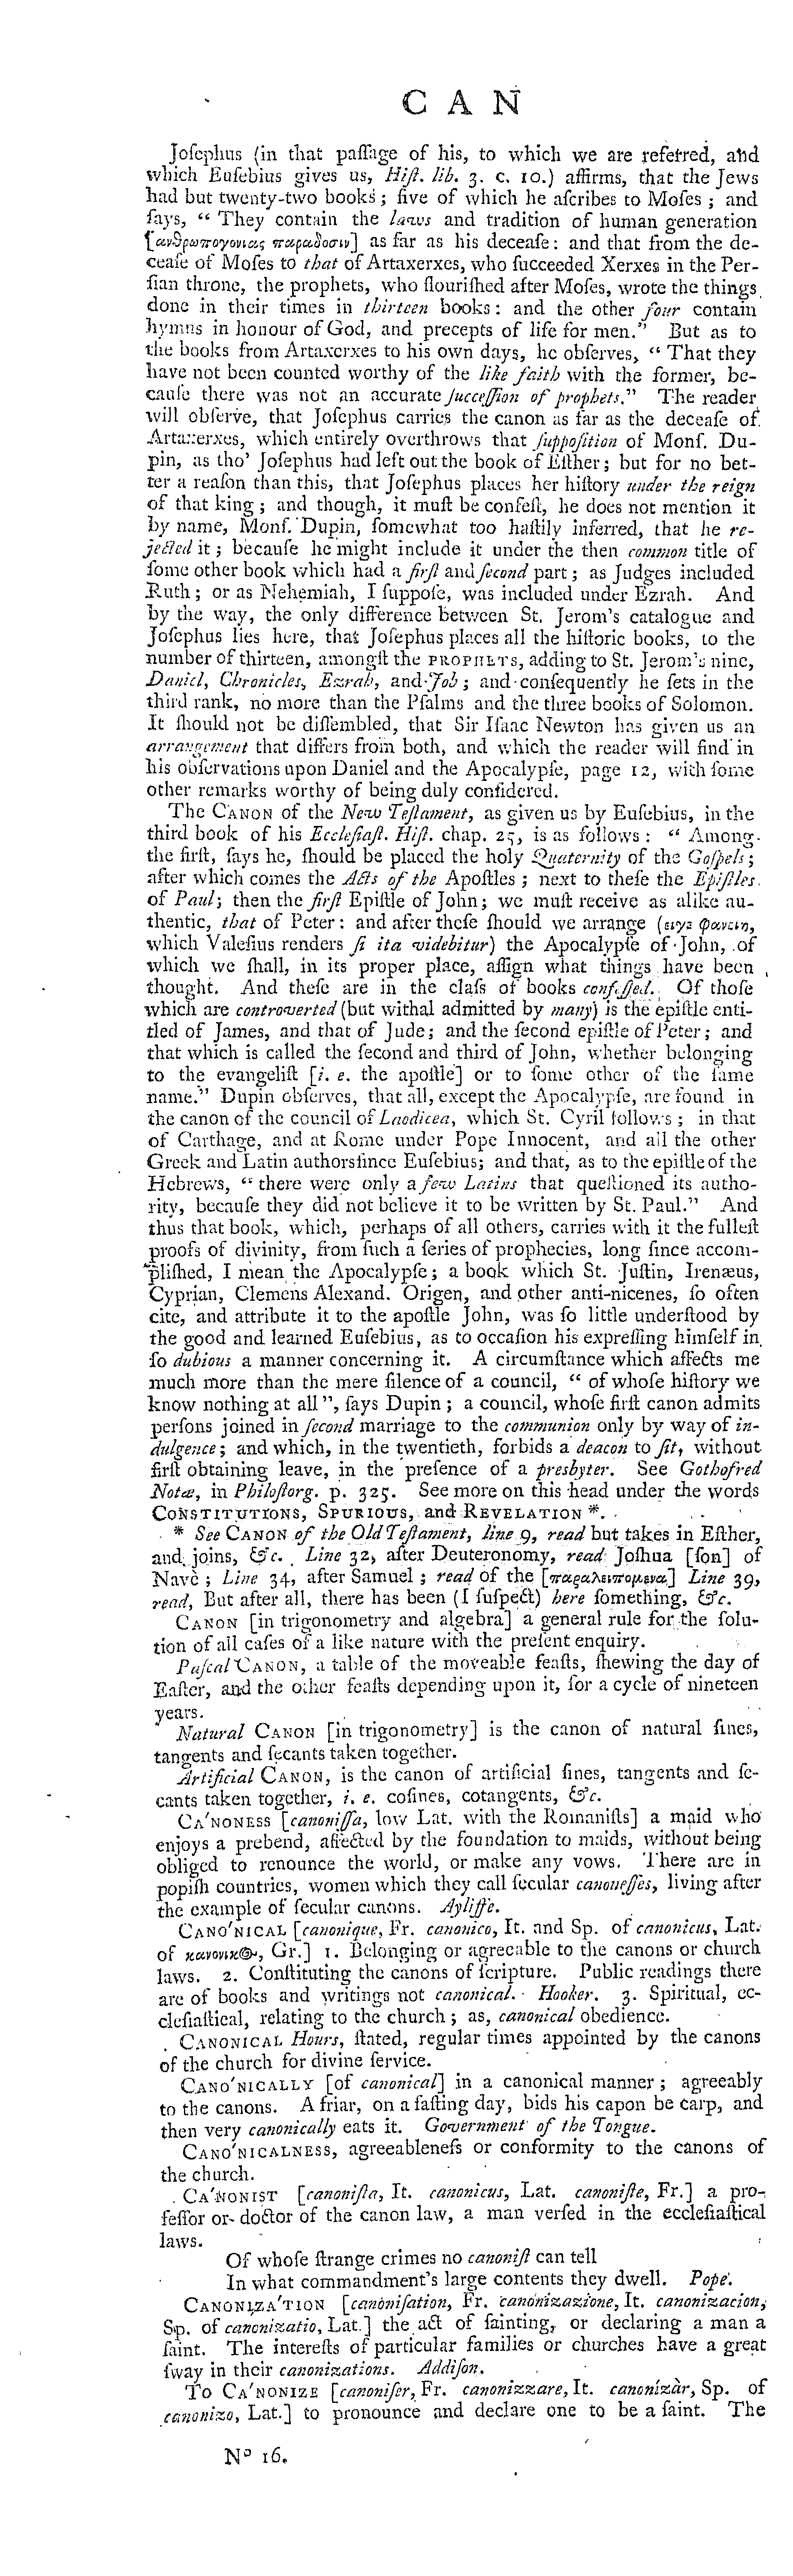 C A N
Joſephus (in that paſſage of his, to which we are referred, and
which Euſebius gives us, Hiſt. lib. 3. c. 10.) affirms, that the Jews
had but twenty-two books; five of which he aſcribes to Moſes; and
ſays, “ They contain the laws and tradition of human generation
[ανθρωπογονιας παραδοσιν] as far as his deceaſe: and that from the de-
ceaſe of Moſes to that of Artaxerxes, who ſucceeded Xerxes in the Per-
ſian throne, the prophets, who flouriſhed after Moſes, wrote the things
done in their times in thirteen books: and the other four contain
hymns in honour of God, and precepts of life for men.” But as to
the books from Artaxerxes to his own days, he obſerves, “ That they
have not been counted worthy of the like faith with the former, be-
cauſe there was not an accurate ſucceſſion of prophets.” The reader
will obſerve, that Joſephus carries the canon as far as the deceaſe of
Artaxerxes, which entirely overthrows that ſuppoſition of Monſ. Du-
pin, as tho' Joſephus had left out the book of Eſther; but for no bet-
ter a reaſon than this, that Joſephus places her hiſtory under the reign
of that king; and though, it muſt be confeſt, he does not mention it
by name, Monſ. Dupin, ſomewhat too haſtily inferred, that he re-
jected it; becauſe he might include it under the then common title of
ſome other book which had a firſt and ſecond part; as Judges included
Ruth; or as Nehemiah, I ſuppoſe, was included under Ezrah. And
by the way, the only difference between St. Jerom's catalogue and
Joſephus lies here, that Joſephus places all the hiſtoric books, to the
number of thirteen, amongſt the PROPHETS, adding to St. Jerom's nine,
Daniel, Chronicles, Ezrah, and Job; and conſequently he ſets in the
third rank, no more than the Pſalms and the three books of Solomon.
It ſhould not be diſſembled, that Sir Iſaac Newton has given us an
arrangement that differs from both, and which the reader will find in
his obſervations upon Daniel and the Apocalypſe, page 12, with ſome
other remarks worthy of being duly conſidered.
The CANON of the New Teſtament, as given us by Euſebius, in the
third book of his Eccleſiaſt. Hiſt. chap. 25, is as follows: “ Among
the firſt, ſays he, ſhould be placed the holy Quaternity of the Goſpels;
after which comes the Acts of the Apoſtles; next to theſe the Epiſtles
of Paul; then the firſt Epiſtle of John; we muſt receive as alike au-
thentic, that of Peter: and after theſe ſhould we arrange (ειγε φανειη,
which Valeſius renders ſi ita videbitur) the Apocalypſe of John, of
which we ſhall, in its proper place, aſſign what things have been
thought. And theſe are in the claſs of books confeſſed. Of thoſe
which are controverted (but withal admitted by many) is the epiſtle enti-
tled of James, and that of Jude; and the ſecond epiſtle of Peter; and
that which is called the ſecond and third of John, whether belonging
to the evangeliſt [i. e. the apoſtle] or to ſome other of the ſame
name.” Dupin obſerves, that all, except the Apocalypſe, are found in
the canon of the council of Laodicea, which St. Cyril follows; in that
of Carthage, and at Rome under Pope Innocent, and all the other
Greek and Latin authors ſince Euſebius; and that, as to the epiſtle of the
Hebrews, “ there were only a few Latins that queſtioned its autho-
rity, becauſe they did not believe it to be written by St. Paul.” And
thus that book, which, perhaps of all others, carries with it the fulleſt
proofs of divinity, from ſuch a ſeries of prophecies, long ſince accom-
pliſhed, I mean the Apocalypſe; a book which St. Juſtin, Irenæus,
Cyprian, Clemens Alexand. Origen, and other anti-nicenes, ſo often
cite, and attribute it to the apoſtle John, was ſo little underſtood by
the good and learned Euſebius, as to occaſion his expreſſing himſelf in
ſo dubious a manner concerning it. A circumſtance which affects me
much more than the mere ſilence of a council, “ of whoſe hiſtory we
know nothing at all”, ſays Dupin; a council, whoſe firſt canon admits
perſons joined in ſecond marriage to the communion only by way of in-
dulgence; and which, in the twentieth, forbids a deacon to ſit, without
firſt obtaining leave, in the preſence of a presbyter. See Gothofred
Notæ, in Philoſtorg. p. 325. See more on this head under the words
CONSTITUTIONS, SPURIOUS, and REVELATION *.
* See CANON of the Old Teſtament, line 9, read but takes in Eſther,
and joins, &c. Line 32, after Deuteronomy, read Joſhua [ſon] of
Navè; Line 34, after Samuel; read of the [παραλειπομενα] Line 39,
read, But after all, there has been (I ſuſpect) here ſomething, &c.
CANON [in trigonometry and algebra] a general rule for the ſolu-
tion of all caſes of a like nature with the preſent enquiry.
Paſcal CANON, a table of the moveable feaſts, ſhewing the day of
Eaſter, and the other feaſts depending upon it, for a cycle of nineteen
years.
Natural CANON [in trigonometry] is the canon of natural ſines,
tangents and ſecants taken together.
Artificial CANON, is the canon of artificial ſines, tangents and ſe-
cants taken together, i. e. coſines, cotangents, &c.
CA'NONESS [canoniſſa, low Lat. with the Romaniſts] a maid who
enjoys a prebend, affected by the foundation to maids, without being
obliged to renounce the world, or make any vows. There are in
popiſh countries, women which they call ſecular canoneſſes, living after
the example of ſecular canons. Ayliffe.
CANO'NICAL [canonique, Fr. canonico, It. and Sp. of canonicus, Lat.
of κανονικος, Gr.] 1. Belonging or agreeable to the canons or church
laws. 2. Conſtituting the canons of ſcripture. Public readings there
are of books and writings not canonical. Hooker. 3. Spiritual, ec-
cleſiaſtical, relating to the church; as, canonical obedience.
CANONICAL Hours, ſtated, regular times appointed by the canons
of the church for divine ſervice.
CANO'NICALLY [of canonical] in a canonical manner; agreeably
to the canons. A friar, on a faſting day, bids his capon be carp, and
then very canonically eats it. Government of the Tongue.
CANO'NICALNESS, agreeableneſs or conformity to the canons of
the church.
CA'NONIST [canoniſta, It. canonicus, Lat. canoniſte, Fr.] a pro-
feſſor or doctor of the canon law, a man verſed in the eccleſiaſtical
laws.
Of whoſe ſtrange crimes no canoniſt can tell
In what commandment's large contents they dwell. Pope.
CANONIZA'TION [canoniſation, Fr. canonizazione, It. canonizacion,
Sp. of canonizatio, Lat.] the act of ſainting, or declaring a man a
ſaint. The intereſts of particular families or churches have a great
ſway in their canonizations. Addiſon.
To CA'NONIZE [canoniſer, Fr. canonizzare, It. canonizàr, Sp. of
canonizo, Lat.] to pronounce and declare one to be a ſaint. The
Nº 16.